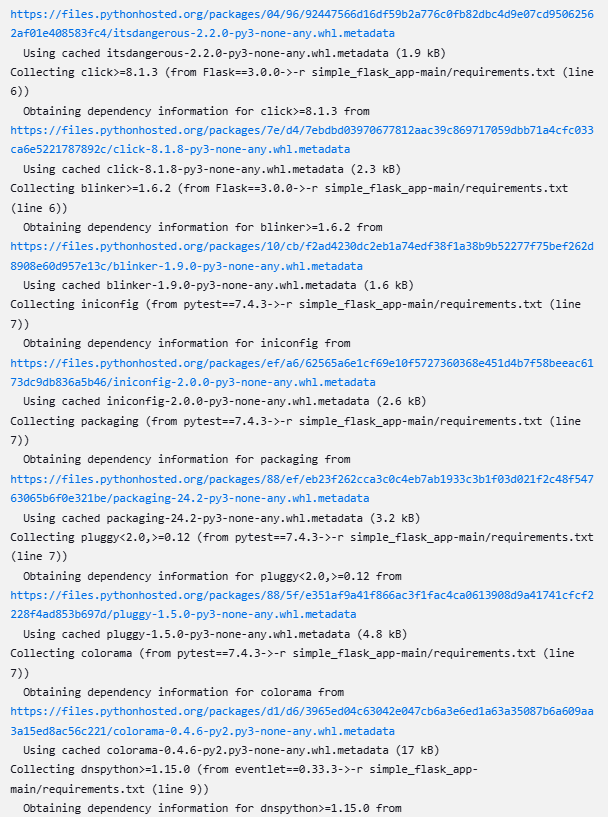 https://files.pythonhosted.org/packages/04/96/92447566d16df59b2a776c0fb82dbc4d9e07cd9506562
2af01e408583fc4/itsdangerous-2.2.0-py3-none-any.whl.metadata
Using cached itsdangerous-2.2.0-py3-none-any.whl.metadata (1.9 kB)
Collecting click>=8.1.3 (from Flask==3.0.0->-r simple_flask_app-main/requirements.txt (line
6))
Obtaining dependency information for click>=8.1.3 from
https://files.pythonhosted.org/packages/7e/d4/7ebdbd03970677812aac39c869717059dbb71a4cfc033
ca6e5221787892c/click-8.1.8-py3-none-any.whl.metadata
Using cached click-8.1.8-py3-none-any.whl.metadata (2.3 kB)
Collecting blinker>=1.6.2 (from Flask==3.0.0->-r simple_flask_app-main/requirements.txt
(line 6))
Obtaining dependency information for blinker>=1.6.2 from
https://files.pythonhosted.org/packages/10/cb/f2ad4230dc2eb1a74edf38f1a38b9b52277f75bef262d
8908e60d957e13c/blinker-1.9.0-py3-none-any.whl.metadata
Using cached blinker-1.9.0-py3-none-any.whl.metadata (1.6 kB)
Collecting iniconfig (from pytest==7.4.3->-r simple_flask_app-main/requirements.txt (line
7))
Obtaining dependency information for iniconfig from
https://files.pythonhosted.org/packages/ef/a6/62565a6e1cf69e10f5727360368e451d4b7f58beeac61
73dc9db836a5b46/iniconfig-2.0.0-py3-none-any.whl.metadata
Using cached iniconfig-2.0.0-py3-none-any.whl.metadata (2.6 kB)
Collecting packaging (from pytest==7.4.3->-r simple_flask_app-main/requirements.txt (line
7))
Obtaining dependency information for packaging from
https://files.pythonhosted.org/packages/88/ef/eb23f262cca3c0c4eb7ab1933c3b1f03d021f2c48f547
63065b6f0e321be/packaging-24.2-py3-none-any.whl.metadata
Using cached packaging-24.2-py3-none-any.whl.metadata (3.2 kB)
Collecting pluggy<2.0,>=0.12 (from pytest==7.4.3->-r simple_flask_app-main/requirements.txt
(line 7))
Obtaining dependency information for pluggy<2.0,>=0.12 from
https://files.pythonhosted.org/packages/88/5f/e351af9a41f866ac3f1fac4ca0613908d9a41741cfcf2
228f4ad853b697d/pluggy-1.5.0-py3-none-any.whl.metadata
Using cached pluggy-1.5.0-py3-none-any.whl.metadata (4.8 kB)
Collecting colorama (from pytest==7.4.3->-r simple_flask_app-main/requirements.txt (line
7))
Obtaining dependency information for colorama from
https://files.pythonhosted.org/packages/d1/d6/3965ed04c63042e047cb6a3e6ed1a63a35087b6a609aa
3a15ed8ac56c221/colorama-0.4.6-py2.py3-none-any.whl.metadata
Using cached colorama-0.4.6-py2.py3-none-any.whl.metadata (17 kB)
Collecting dnspython>=1.15.0 (from eventlet==0.33.3->-r simple_flask_app-
main/requirements.txt (line 9))
Obtaining dependency information for dnspython>=1.15.0 from